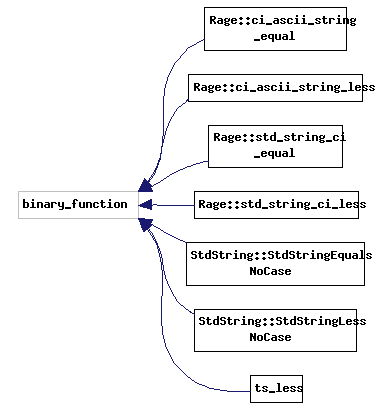 Rage::ci_ascii_string
_equal
Rage::ci_ascii_string_less
Rage::std_string_ci
_equal
binary_function
Rage::std_string_ci_less
StdString::StdStringEquals
NoCase
StdString::StdStringLess
NoCase
ts_less